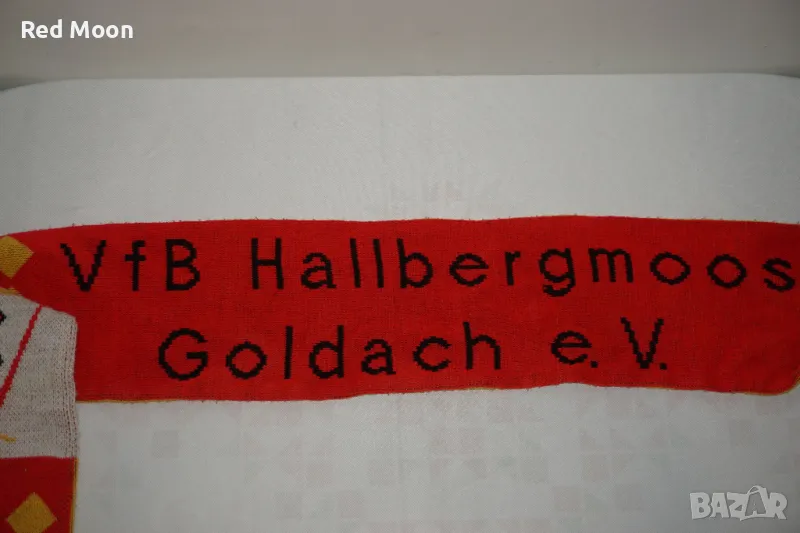 Red Moon
VfB Hallbergmoos
Goldach e.V.
BAZAR